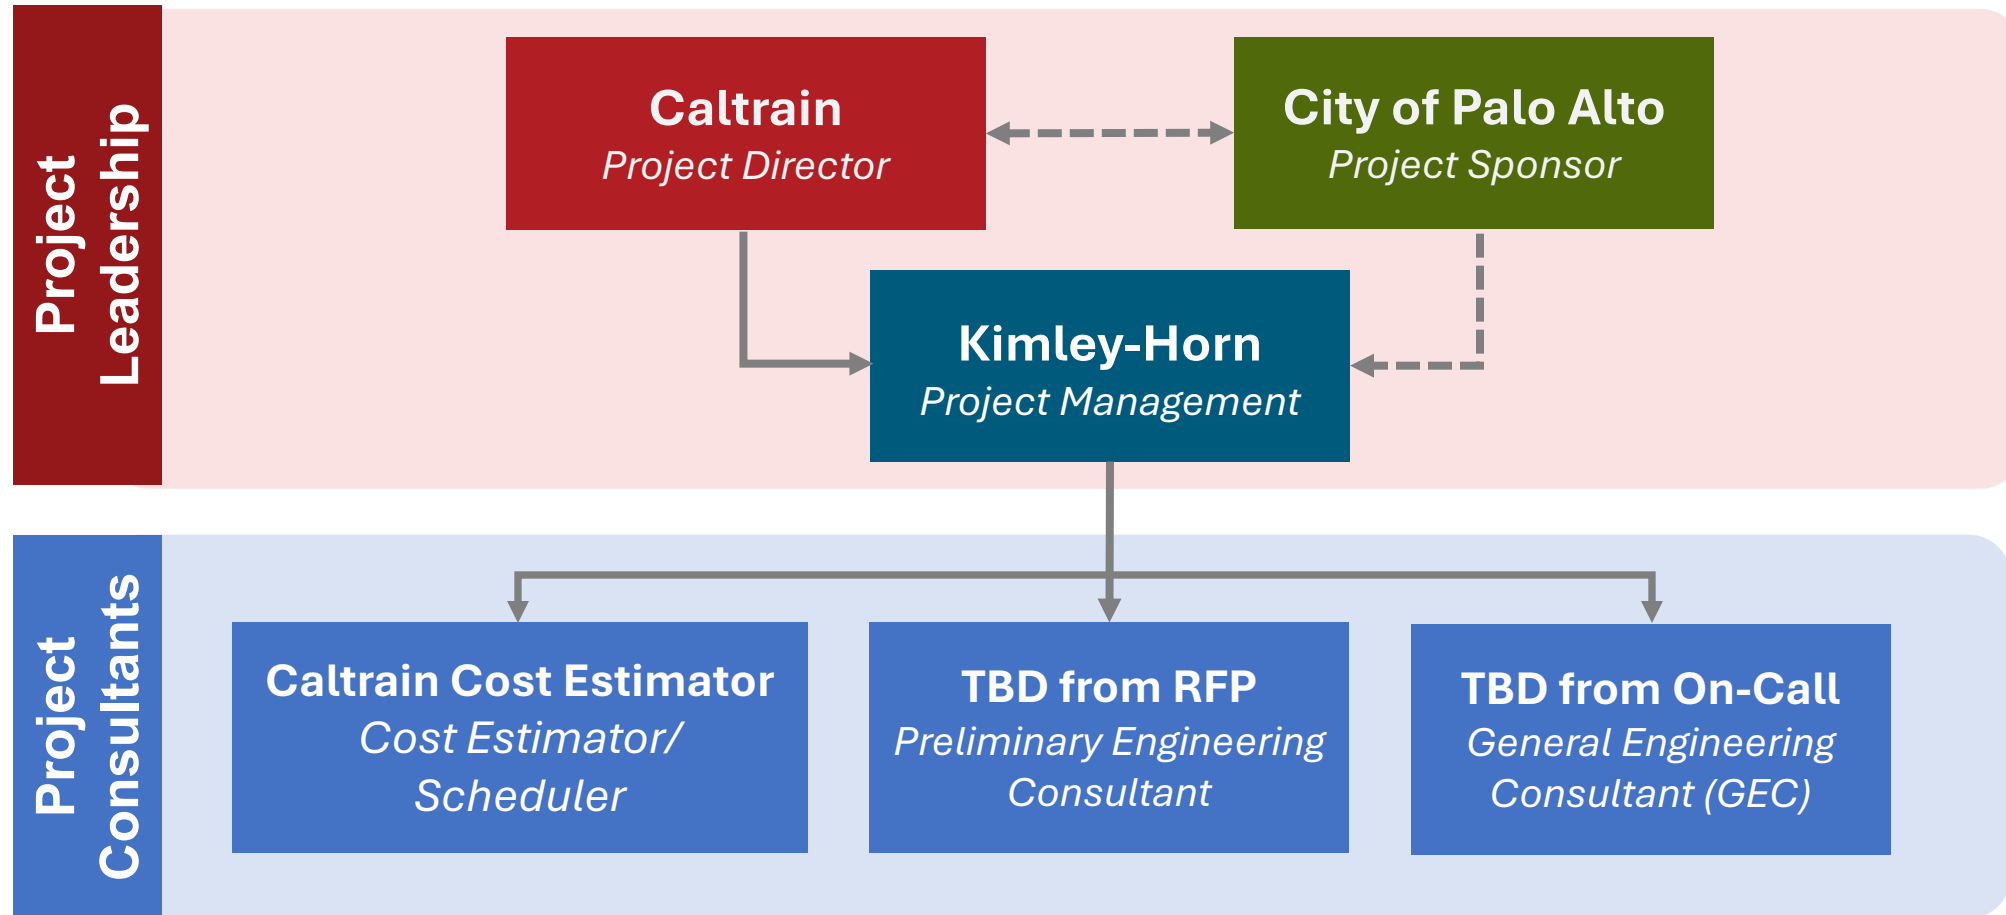 Project
Leadership
Caltrain
Project Director
City of Palo Alto
Project Sponsor
Kimley-Horn
Project Management
Project
Consultants
Caltrain Cost Estimator
Cost Estimator/
Scheduler
TBD from RFP
Preliminary Engineering
Consultant
TBD from On-Call
General Engineering
Consultant (GEC)